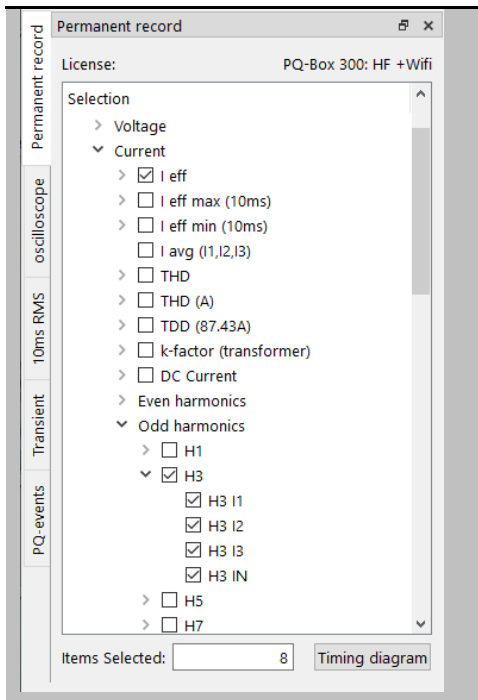 Permanent record
License: PQ-Box 300: HF +Wifi
Selection
Voltage
Current
I eff
I eff max (10ms)
I eff min (10ms)
I avg (I1,I2,I3)
THD
THD (A)
TDD (87.43A)
k-factor (transformer)
DC Current
Even harmonics
Odd harmonics
H1
H3
H3 I1
H3 I2
H3 I3
H3 IN
H5
H7
Items Selected: 8 Timing diagram
Permanent record
oscilloscope
10ms RMS
Transient
PQ-events